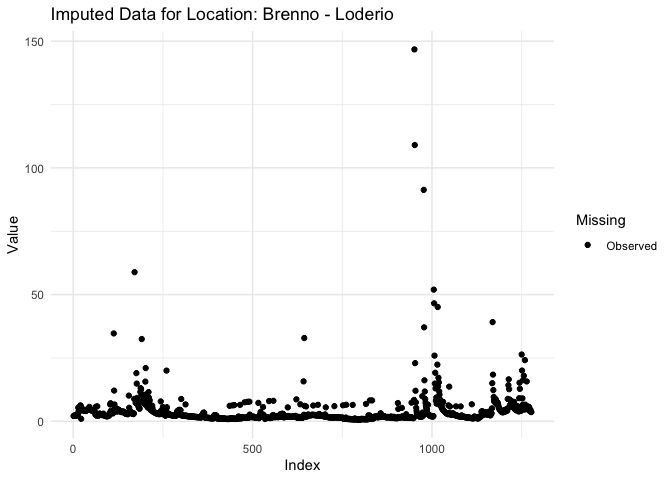 Imputed Data for Location: Brenno - Loderio
150
100
50
0
Value
0
500
1000
Index
Missing
Observed